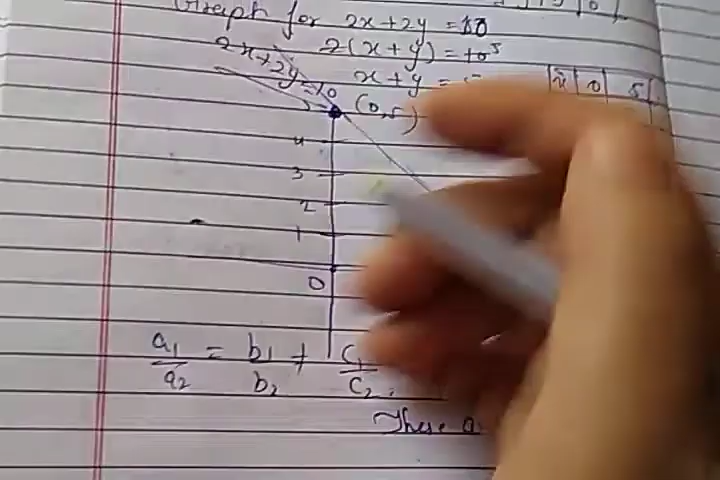 Graph for 2x+2y=10
2(x+y)=10 5
x+y=
x 0 5
2x+2y=10
(0,5)
4
3
2
1
0
a1/a2 = b1/b2 ≠ c1/c2
These